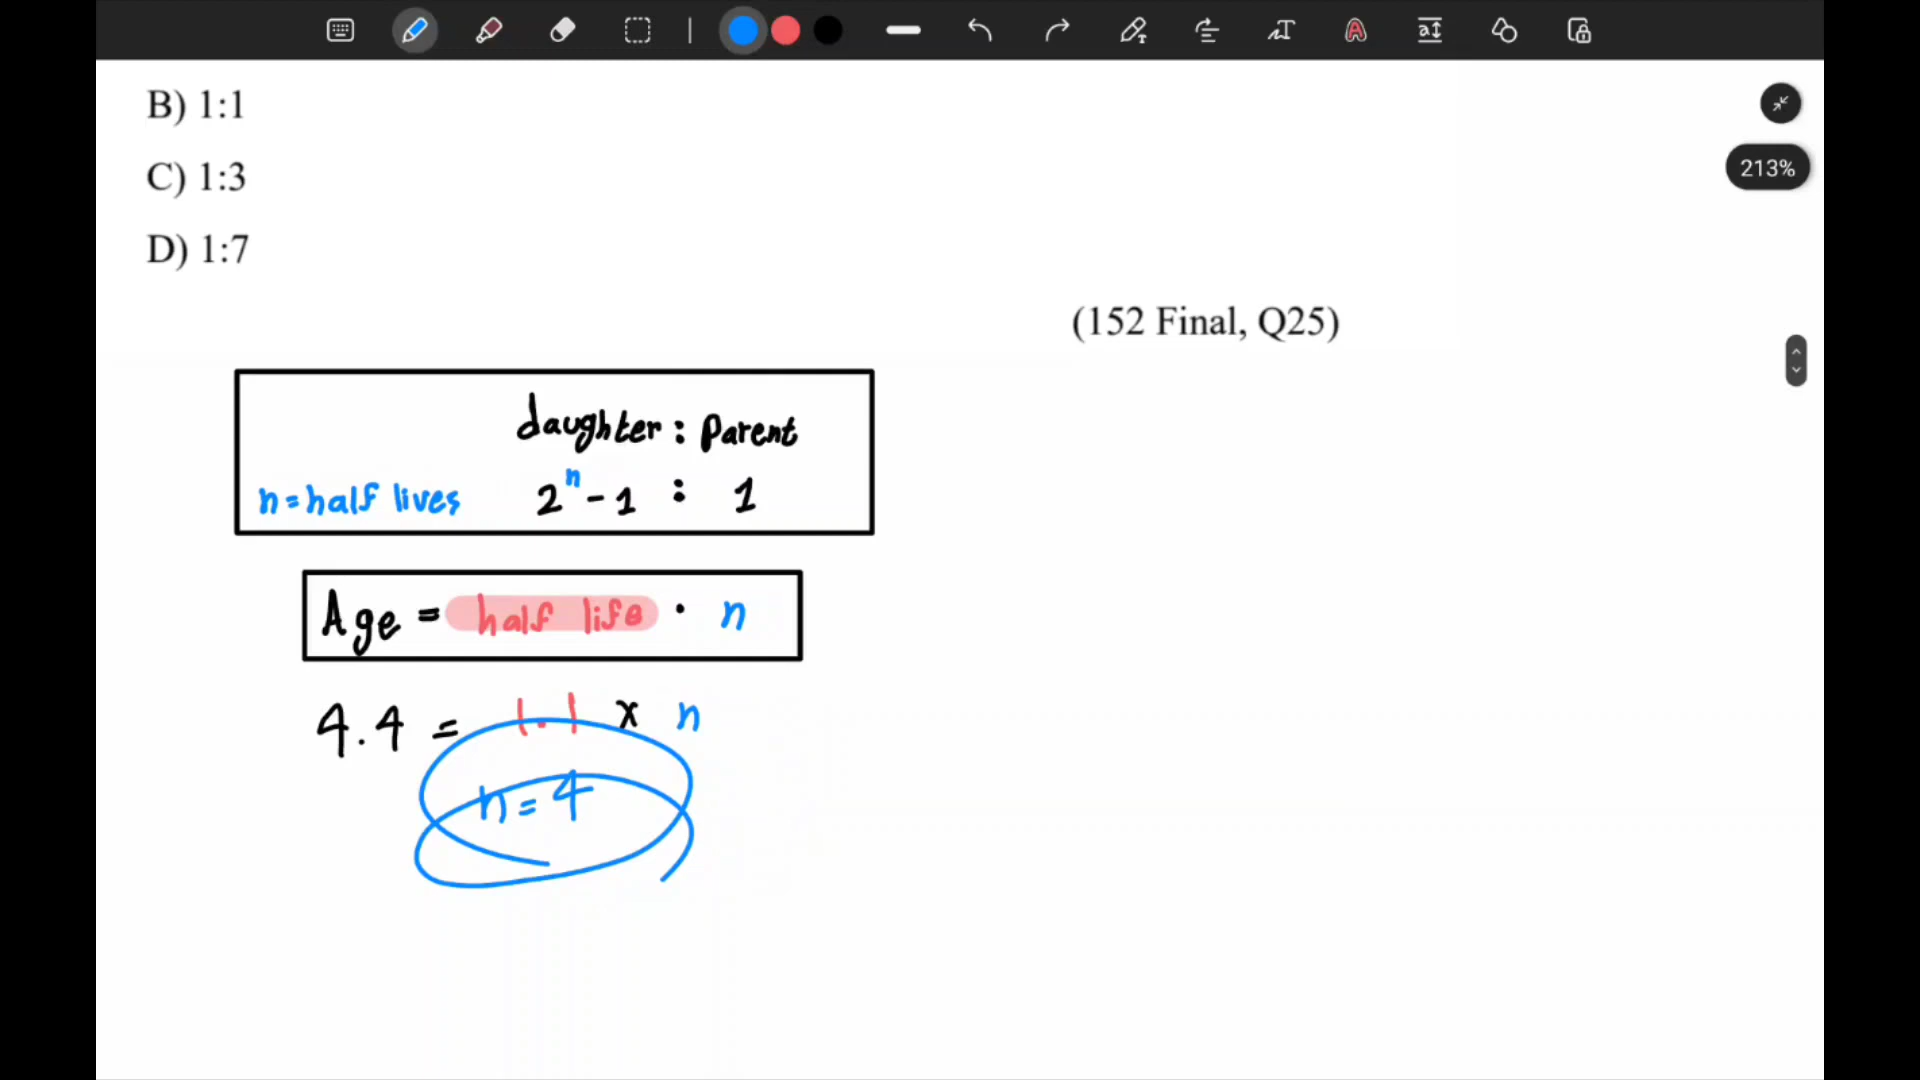 B) 1:1
213%
C) 1:3
D) 1:7
(152 Final, Q25)
daughter : parent
n = half lives 2ⁿ - 1 : 1
Age = half life · n
4.4 = 1.1 x n
n = 4